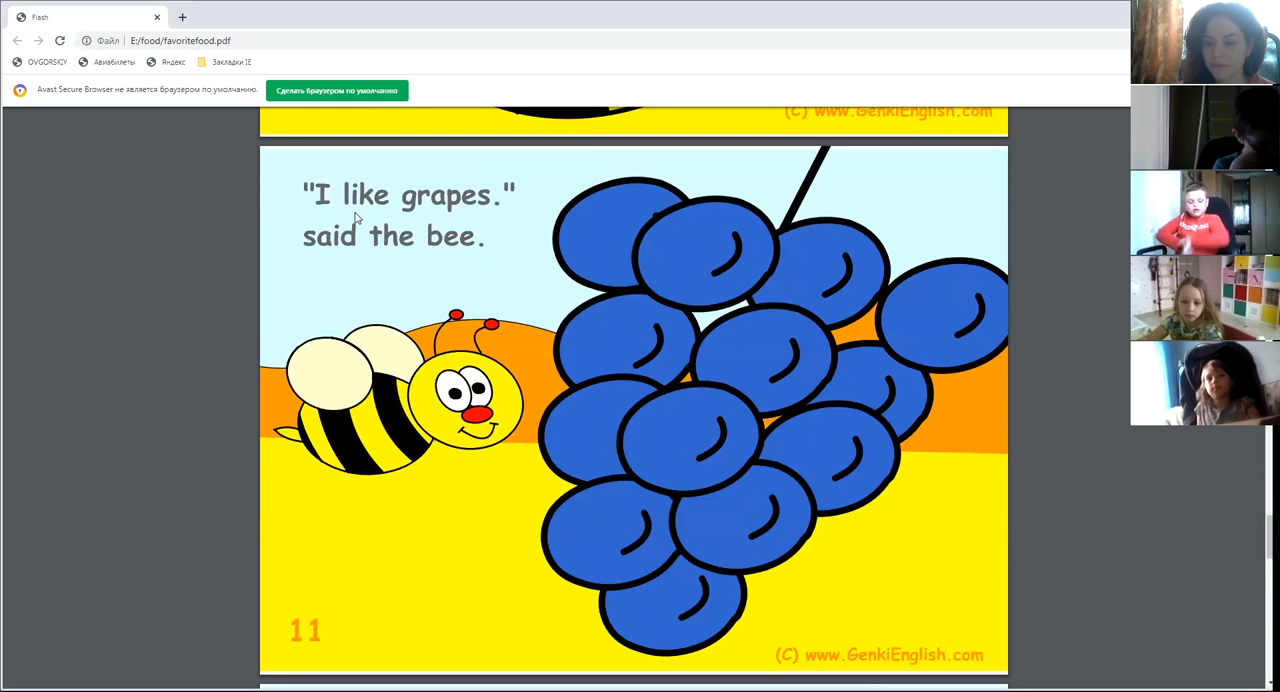 Flash
Файл E:/food/favoritefood.pdf
OVGORSKIY Авиабилеты Яндекс Закладки IE
Avast Secure Browser не является браузером по умолчанию. Сделать браузером по умолчанию
(C) www.GenkiEnglish.com
"I like grapes."
said the bee.
11
(C) www.GenkiEnglish.com